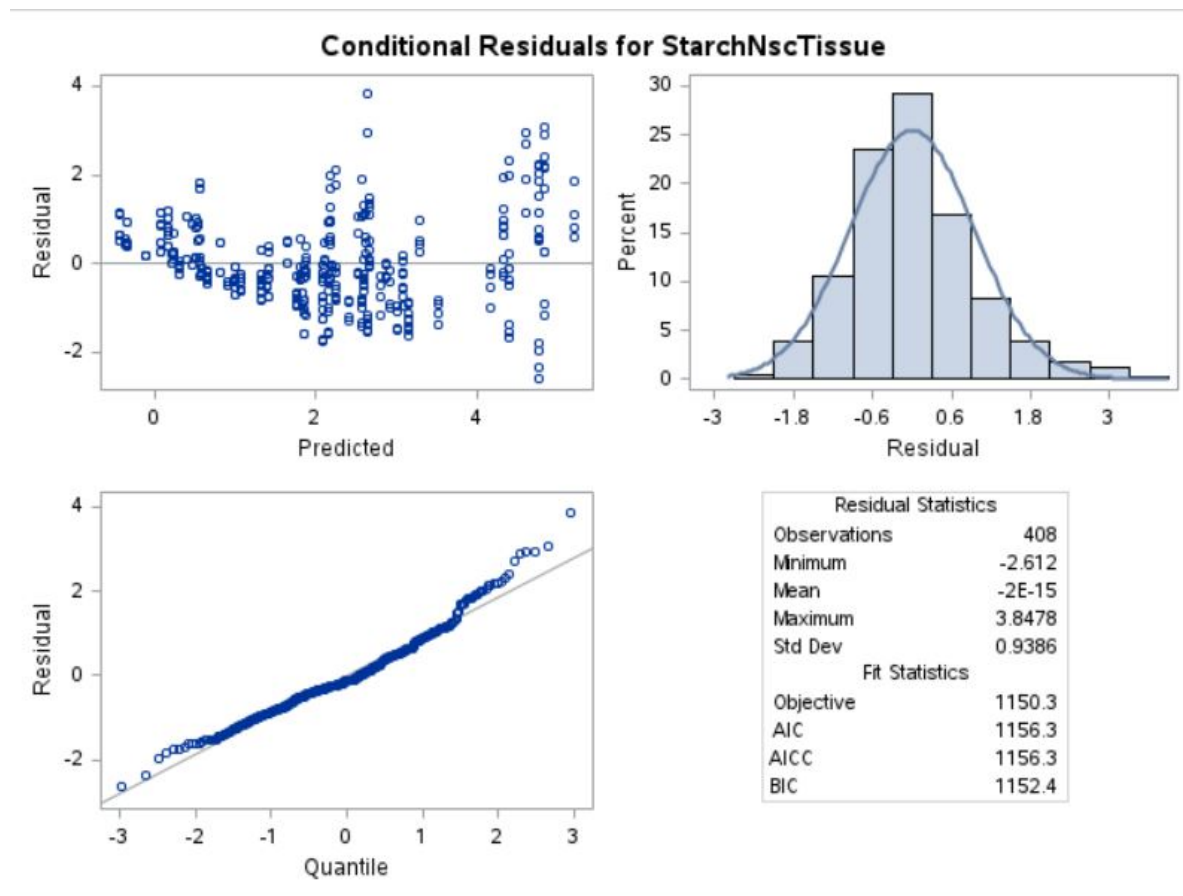 Conditional Residuals for StarchNscTissue
4
2
0
-2
Residual
0 2 4
Predicted
30
25
20
15
10
5
0
Percent
-3 -1.8 -0.6 0.6 1.8 3
Residual
4
2
0
-2
Residual
-3 -2 -1 0 1 2 3
Quantile
Residual Statistics
Observations 408
Minimum -2.612
Mean -2E-15
Maximum 3.8478
Std Dev 0.9386
Fit Statistics
Objective 1150.3
AIC 1156.3
AICC 1156.3
BIC 1152.4